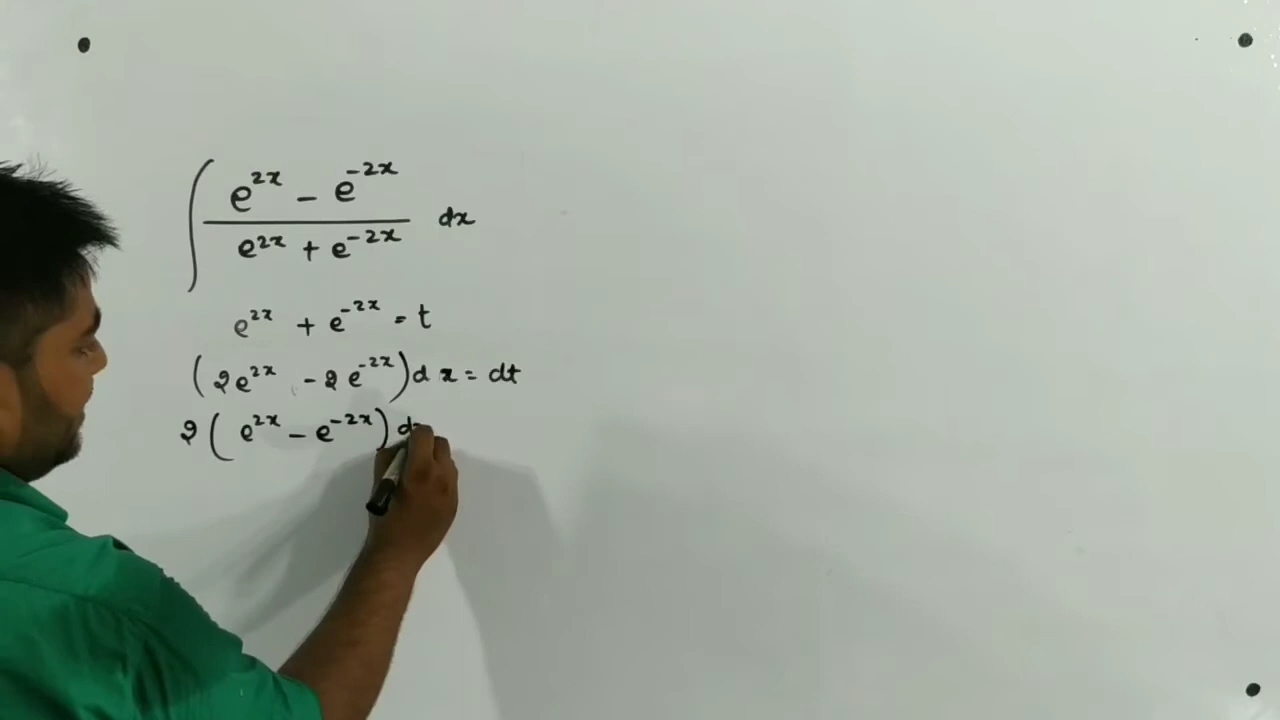 ∫ (e^{2x} - e^{-2x}) / (e^{2x} + e^{-2x}) dx
e^{2x} + e^{-2x} = t
(2e^{2x} - 2e^{-2x}) dx = dt
2(e^{2x} - e^{-2x}) d